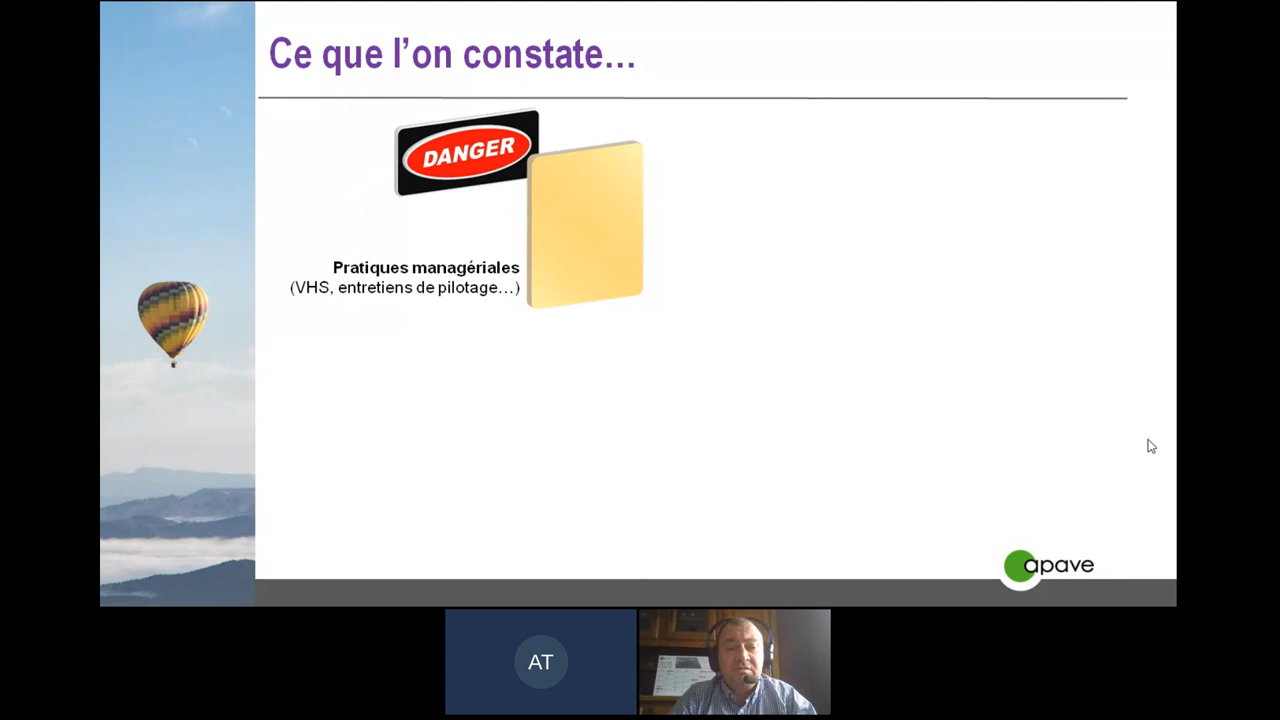 Ce que l’on constate…
DANGER
Pratiques managériales
(VHS, entretiens de pilotage…)
apave
AT